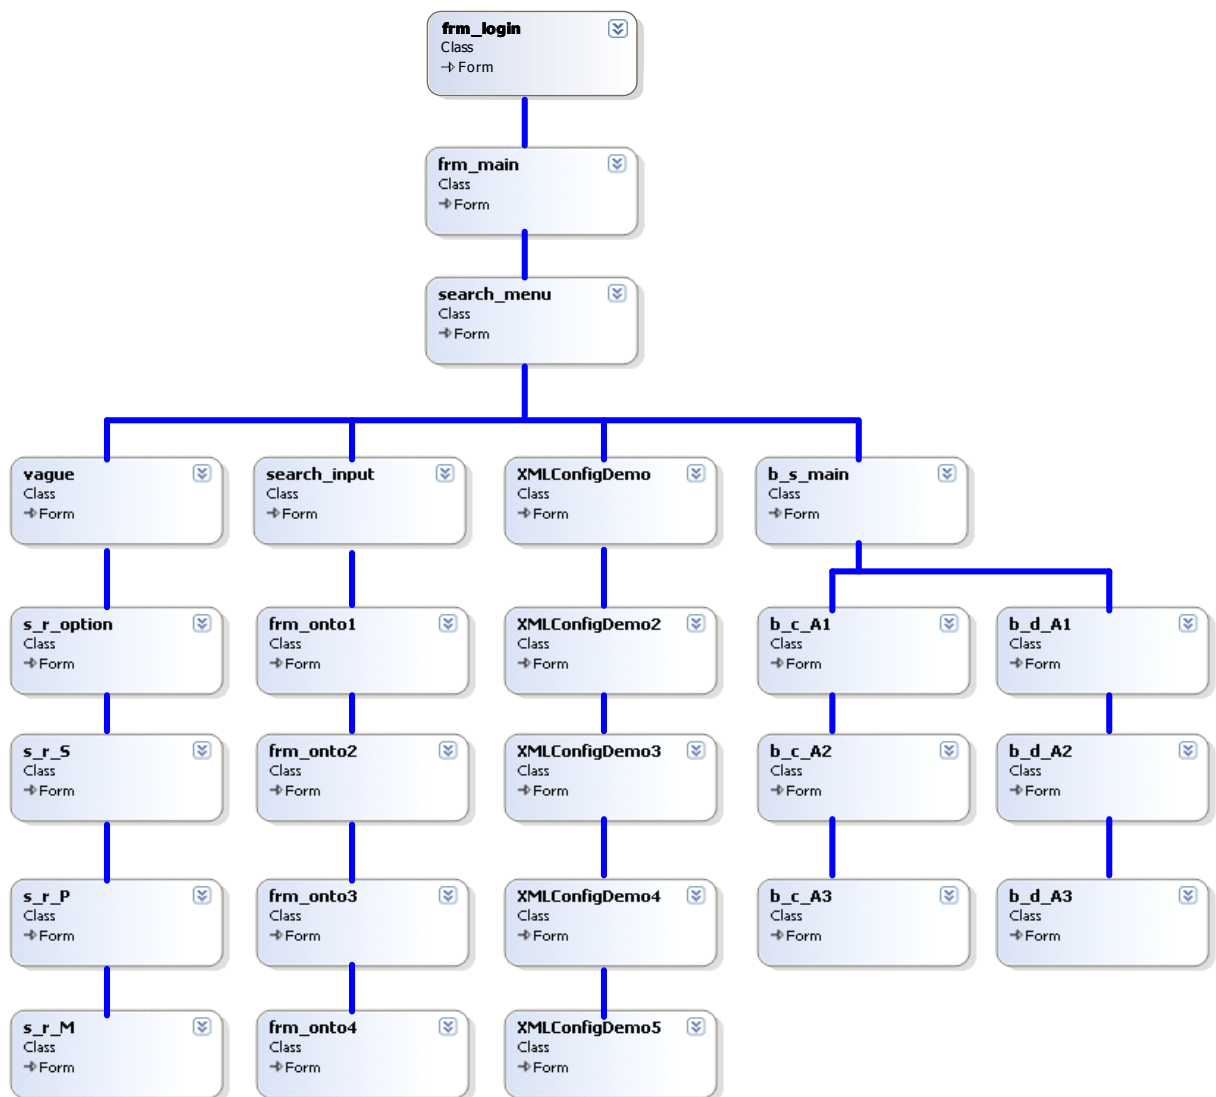 frm_login
Class
Form
frm_main
Class
Form
search_menu
Class
Form
vague
Class
Form
search_input
Class
Form
XMLConfigDemo
Class
Form
b_s_main
Class
Form
s_r_option
Class
Form
frm_onto1
Class
Form
XMLConfigDemo2
Class
Form
b_c_A1
Class
Form
b_d_A1
Class
Form
s_r_S
Class
Form
frm_onto2
Class
Form
XMLConfigDemo3
Class
Form
b_c_A2
Class
Form
b_d_A2
Class
Form
s_r_P
Class
Form
frm_onto3
Class
Form
XMLConfigDemo4
Class
Form
b_c_A3
Class
Form
b_d_A3
Class
Form
s_r_M
Class
Form
frm_onto4
Class
Form
XMLConfigDemo5
Class
Form